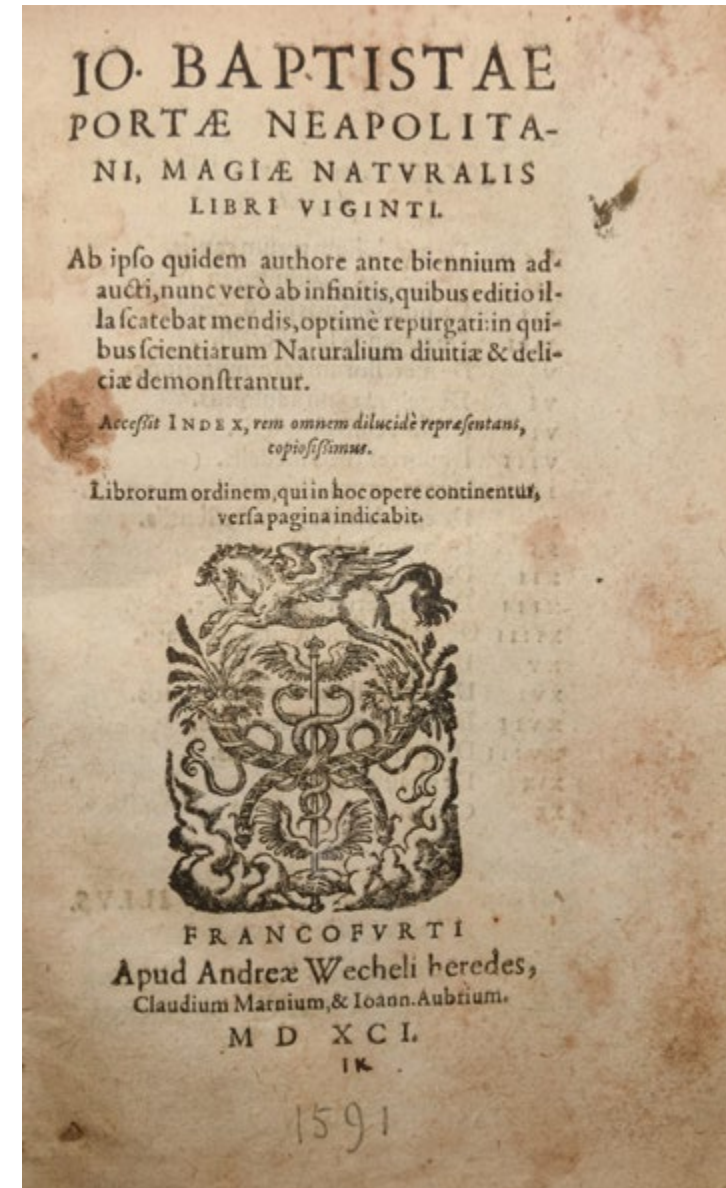 IO. BAPTISTAE
PORTÆ NEAPOLITA-
NI, MAGIÆ NATVRALIS
LIBRI VIGINTI.
Ab ipſo quidem authore ante biennium ad-
aucti, nunc verò ab infinitis, quibus editio il-
la ſcatebat mendis, optimè repurgati: in qui-
bus ſcientiarum Naturalium diuitiæ & deli-
ciæ demonſtrantur.
Acceſſit INDEX, rem omnem dilucidè repræſentans,
copioſiſſimus.
Librorum ordinem, qui in hoc opere continentur,
verſa pagina indicabit.
FRANCOFVRTI
Apud Andreæ Wecheli heredes,
Claudium Marnium, & Ioann. Aubrium.
M D XCI.
IK
1591